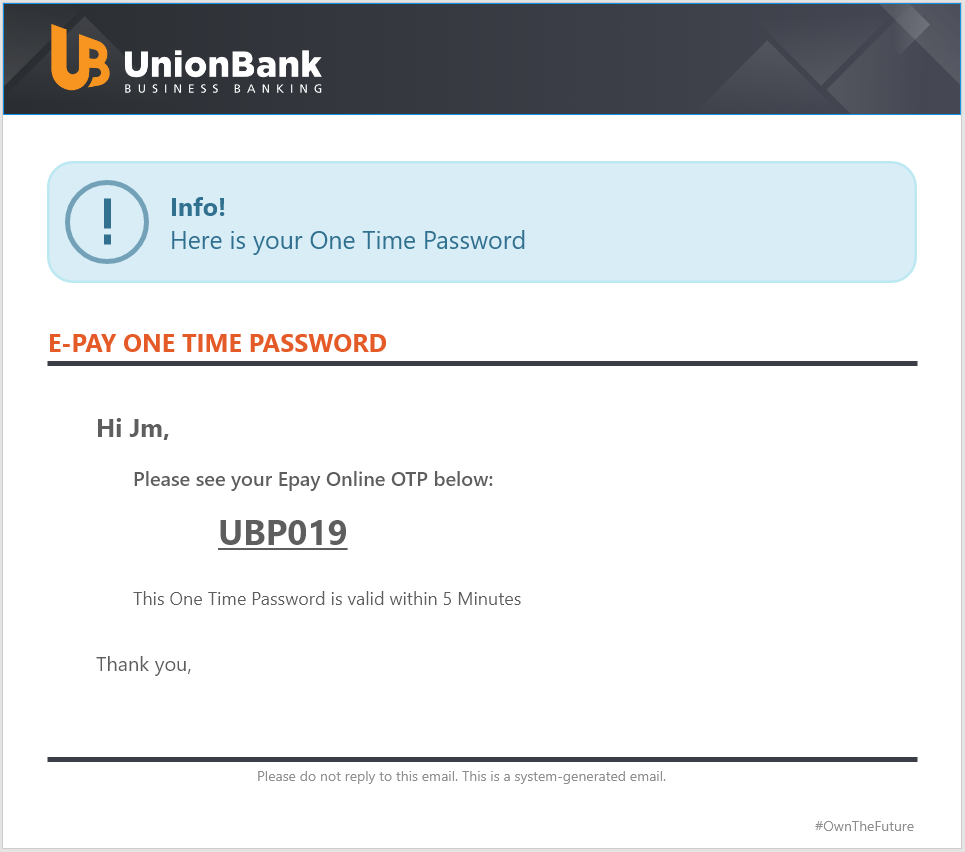 UB UnionBank
BUSINESS BANKING
!
Info!
Here is your One Time Password
E-PAY ONE TIME PASSWORD
Hi Jm,
Please see your Epay Online OTP below:
UBP019
This One Time Password is valid within 5 Minutes
Thank you,
Please do not reply to this email. This is a system-generated email.
#OwnTheFuture